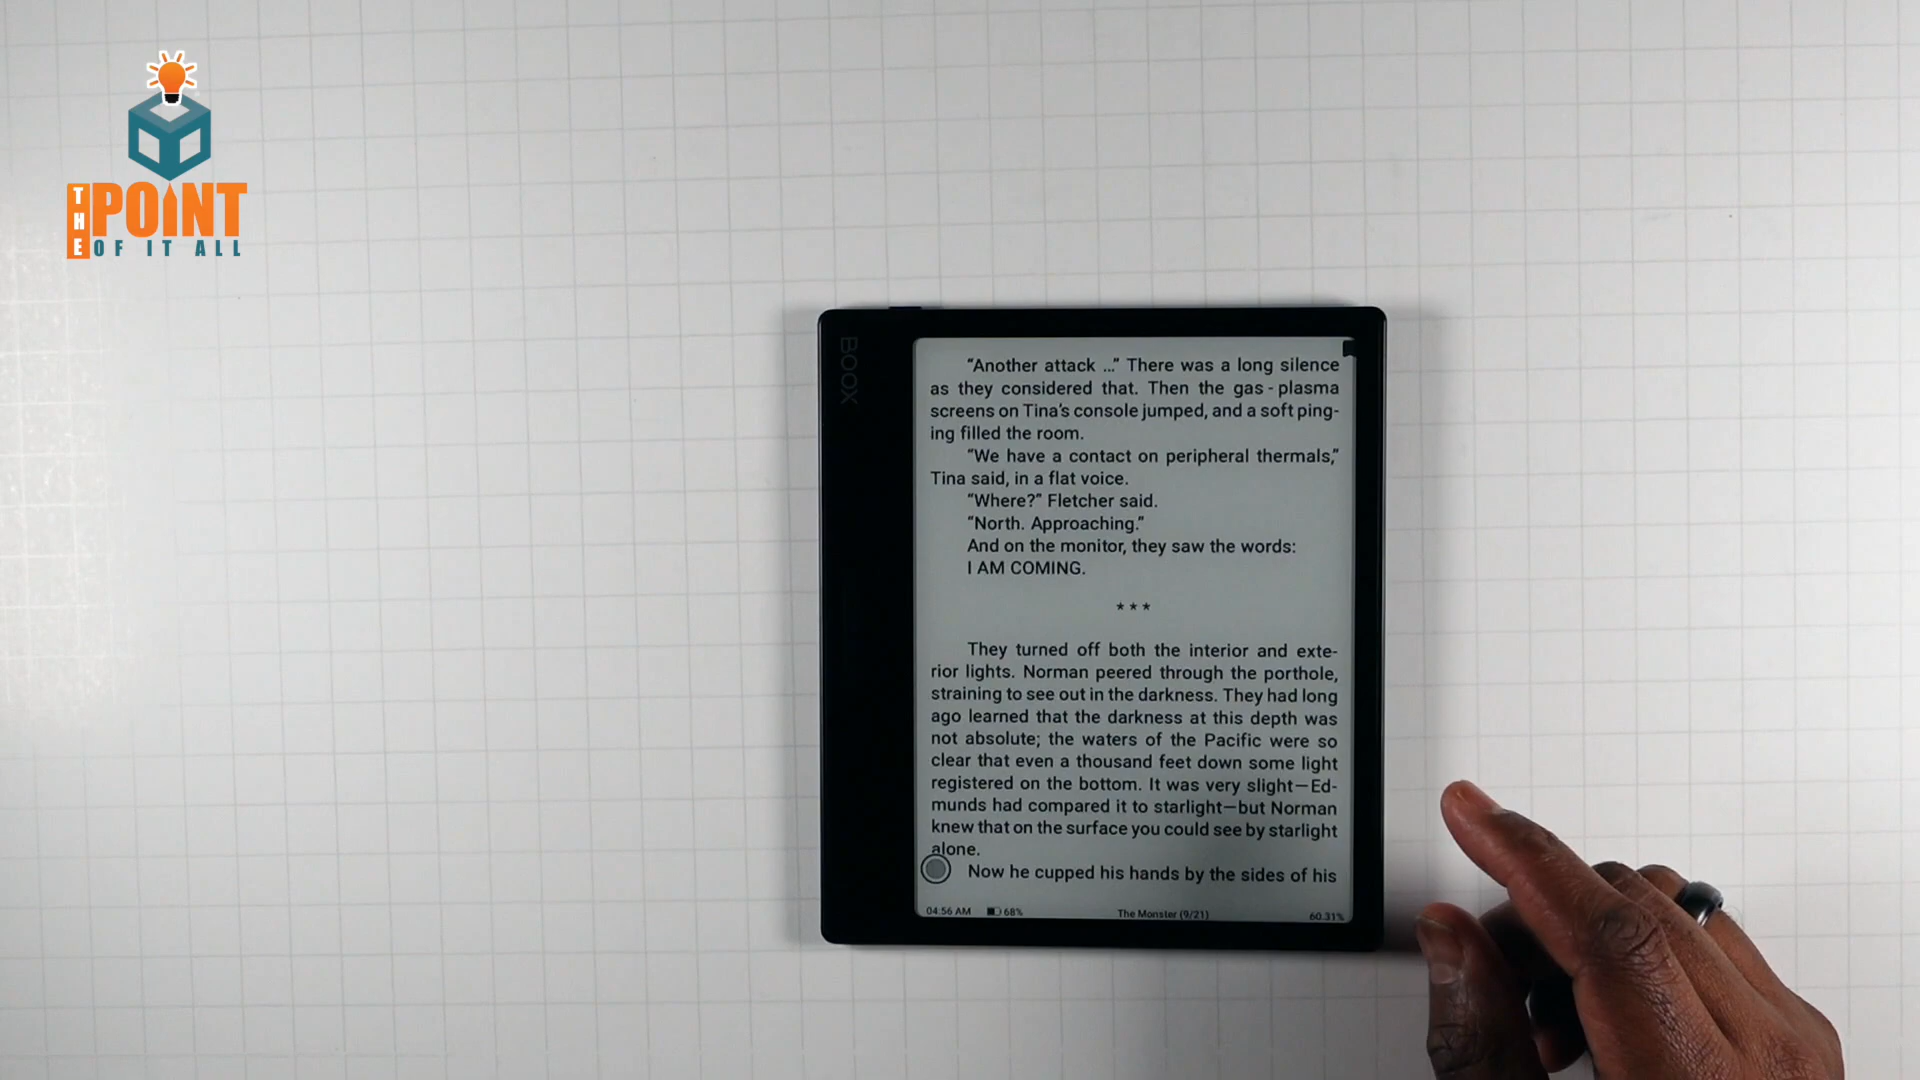 THE POINT
OF IT ALL
BOOX
“Another attack ...” There was a long silence
as they considered that. Then the gas - plasma
screens on Tina’s console jumped, and a soft ping-
ing filled the room.
“We have a contact on peripheral thermals,”
Tina said, in a flat voice.
“Where?” Fletcher said.
“North. Approaching.”
And on the monitor, they saw the words:
I AM COMING.
***
They turned off both the interior and exte-
rior lights. Norman peered through the porthole,
straining to see out in the darkness. They had long
ago learned that the darkness at this depth was
not absolute; the waters of the Pacific were so
clear that even a thousand feet down some light
registered on the bottom. It was very slight—Ed-
munds had compared it to starlight—but Norman
knew that on the surface you could see by starlight
alone.
Now he cupped his hands by the sides of his
04:56 AM 68% The Monster (9/21) 60.31%